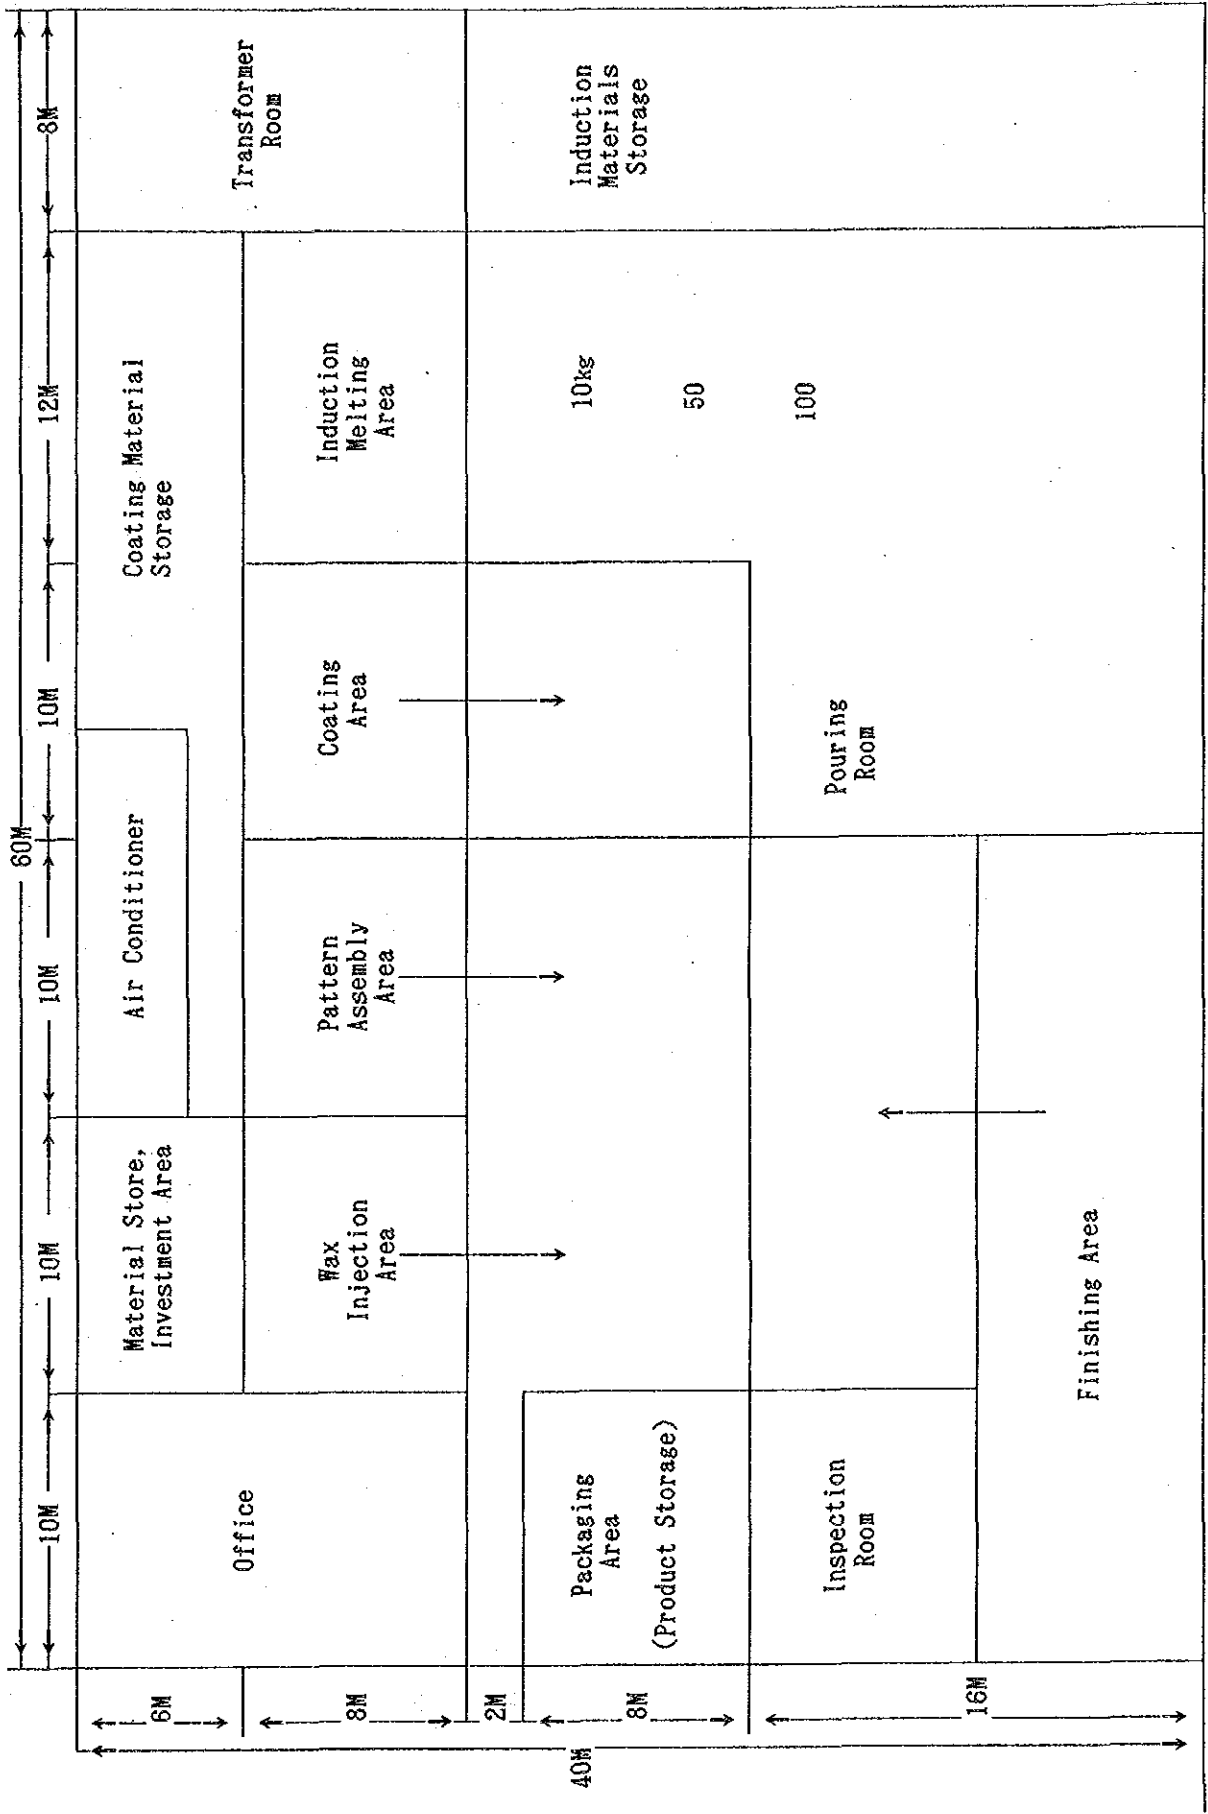 60M
10M
10M
10M
10M
12M
8M
40M
6M
8M
2M
8M
16M
Office
Material Store,
Investment Area
Air Conditioner
Coating Material
Storage
Transformer
Room
Wax
Injection
Area
Pattern
Assembly
Area
Coating
Area
Induction
Melting
Area
Induction
Materials
Storage
Packaging
Area
(Product Storage)
10kg
50
100
Inspection
Room
Pouring
Room
Finishing Area